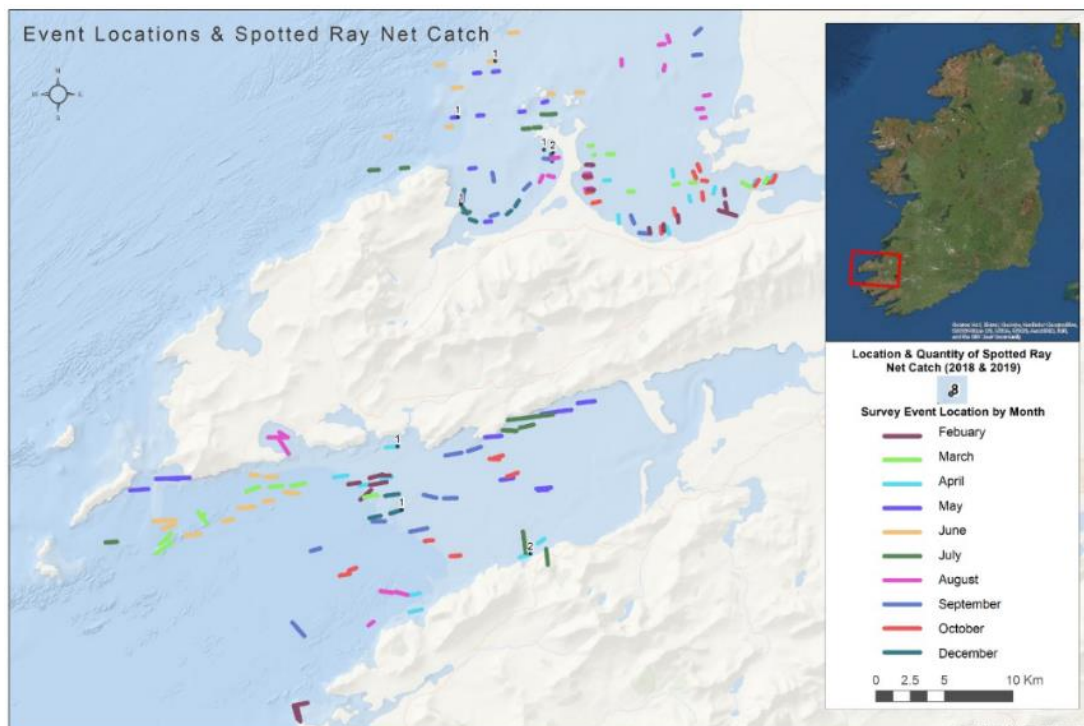 Event Locations & Spotted Ray Net Catch
N
S
1
1
1
2
1
1
2
Location & Quantity of Spotted Ray
Net Catch (2018 & 2019)
Survey Event Location by Month
Febuary
March
April
May
June
July
August
September
October
December
0 2.5 5 10 Km